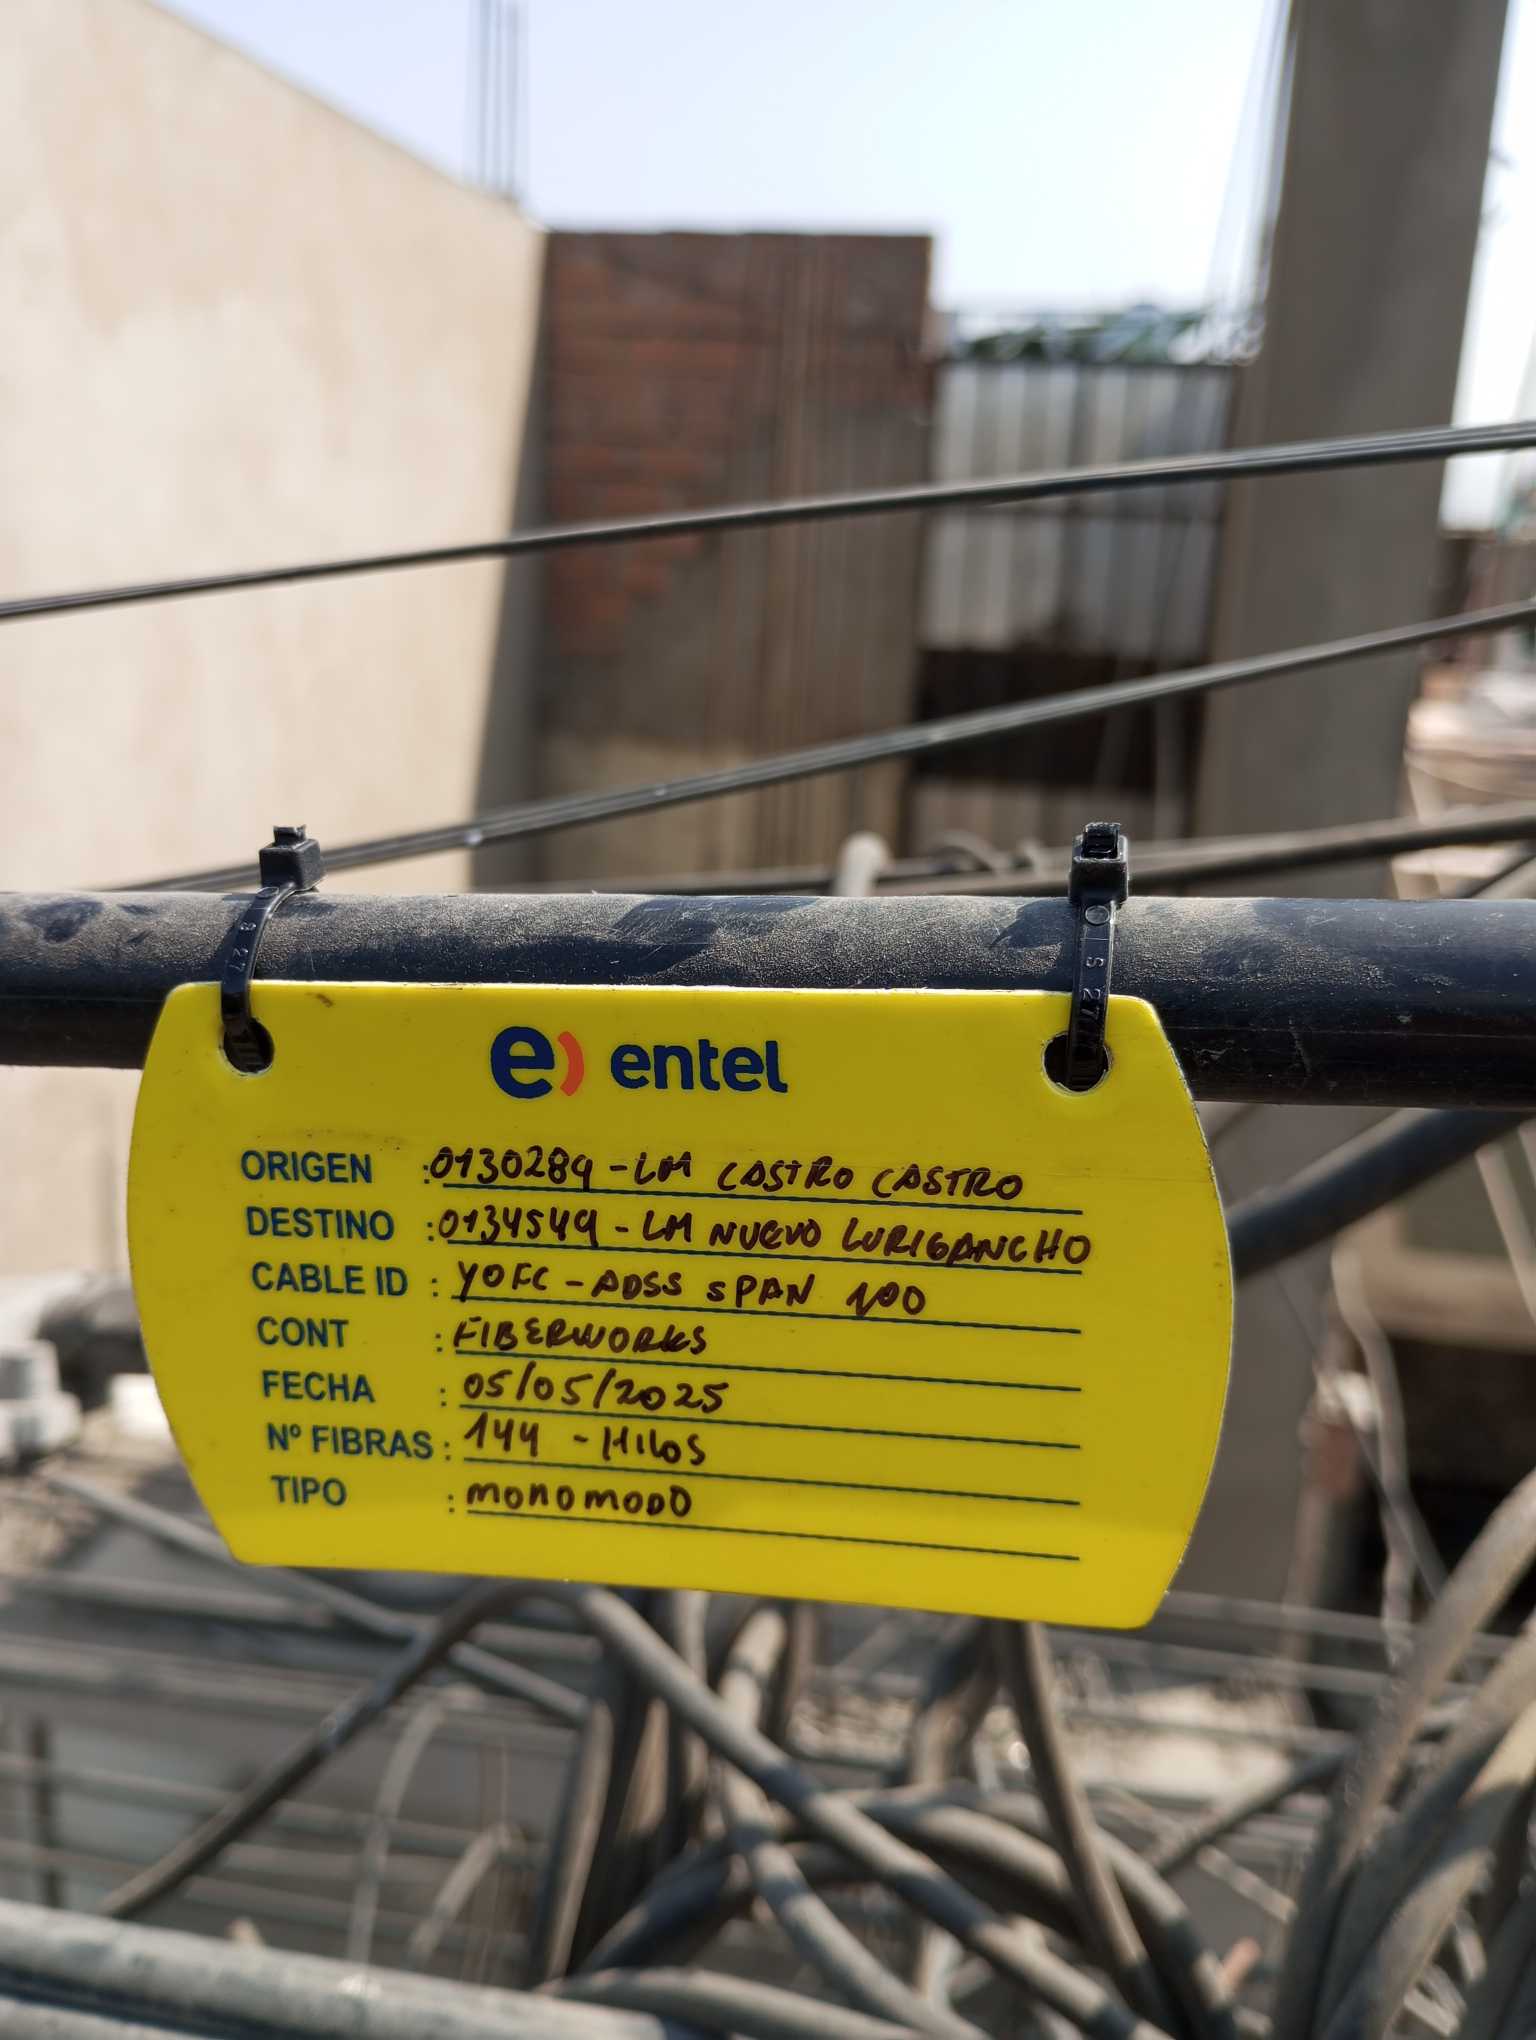 e) entel
ORIGEN : 0130289 - LM CASTRO CASTRO
DESTINO : 0134549 - LM NUEVO LURIGANCHO
CABLE ID : YOFC - ADSS SPAN 100
CONT : FIBERWORKS
FECHA : 05/05/2025
Nº FIBRAS : 144 - HILOS
TIPO : MONOMODO